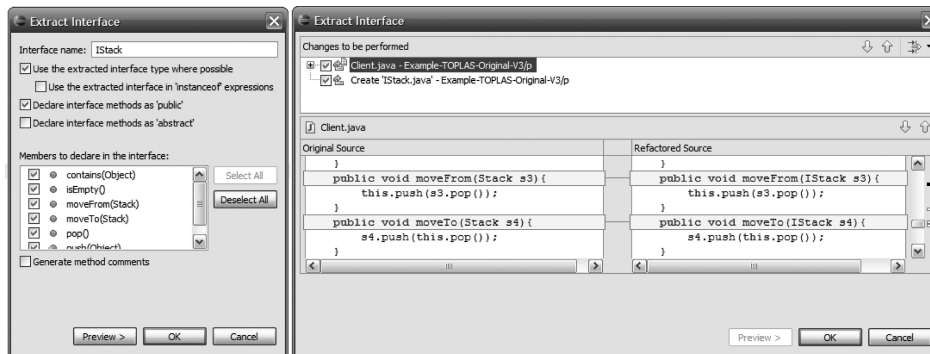 Extract Interface
Interface name: IStack
Use the extracted interface type where possible
Use the extracted interface in 'instanceof' expressions
Declare interface methods as 'public'
Declare interface methods as 'abstract'
Members to declare in the interface:
contains(Object)
isEmpty()
moveFrom(Stack)
moveTo(Stack)
pop()
push(Object)
Select All
Deselect All
Generate method comments
Preview >
OK
Cancel
Extract Interface
Changes to be performed
Client.java - Example-TOPLAS-Original-V3/p
Create 'IStack.java' - Example-TOPLAS-Original-V3/p
Client.java
Original Source
}
public void moveFrom(Stack s3){
this.push(s3.pop());
}
public void moveTo(Stack s4){
s4.push(this.pop());
}
Refactored Source
}
public void moveFrom(IStack s3){
this.push(s3.pop());
}
public void moveTo(IStack s4){
s4.push(this.pop());
}
Preview >
OK
Cancel